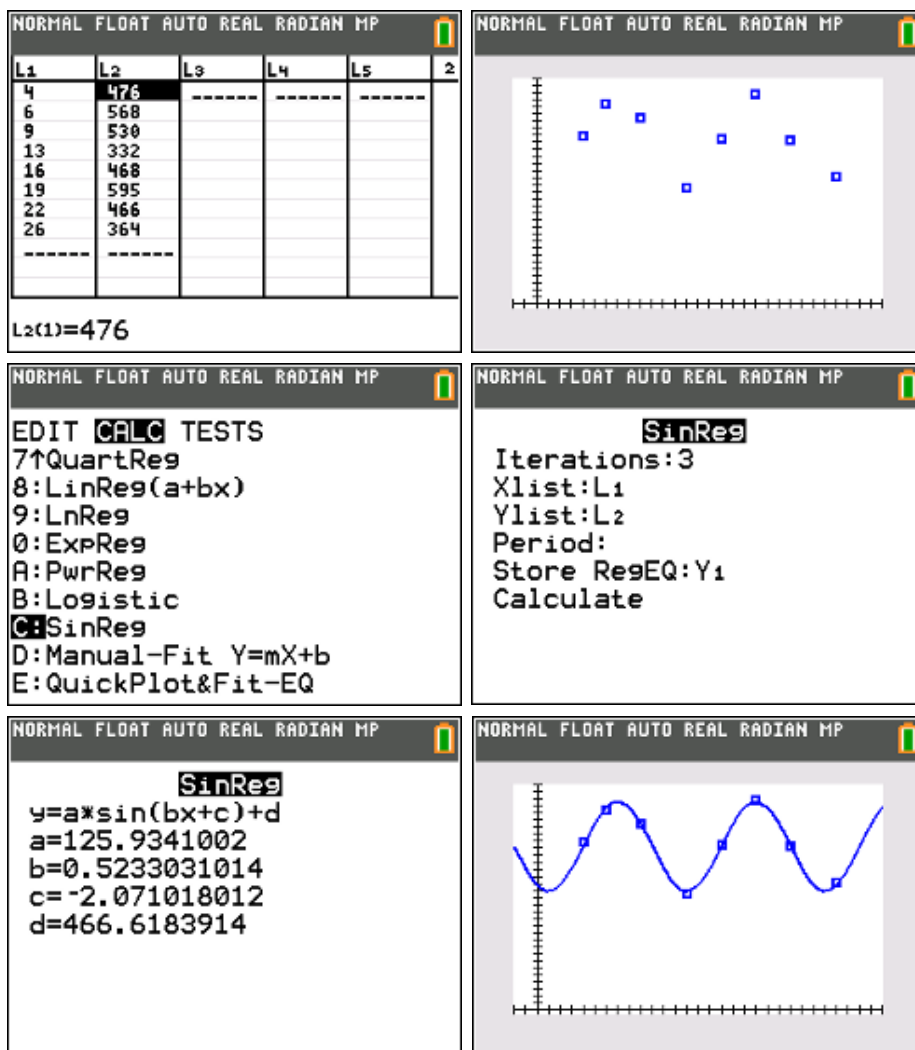 NORMAL FLOAT AUTO REAL RADIAN MP
L1 L2 L3 L4 L5 2
4 476 ------ ------ ------
6 568
9 530
13 332
16 468
19 595
22 466
26 364
------ ------
L2(1)=476
NORMAL FLOAT AUTO REAL RADIAN MP
NORMAL FLOAT AUTO REAL RADIAN MP
EDIT CALC TESTS
7↑QuartReg
8:LinReg(a+bx)
9:LnReg
0:ExpReg
A:PwrReg
B:Logistic
C:SinReg
D:Manual-Fit Y=mX+b
E:QuickPlot&Fit-EQ
NORMAL FLOAT AUTO REAL RADIAN MP
SinReg
Iterations:3
Xlist:L1
Ylist:L2
Period:
Store RegEQ:Y1
Calculate
NORMAL FLOAT AUTO REAL RADIAN MP
SinReg
y=a*sin(bx+c)+d
a=125.9341002
b=0.5233031014
c=-2.071018012
d=466.6183914
NORMAL FLOAT AUTO REAL RADIAN MP